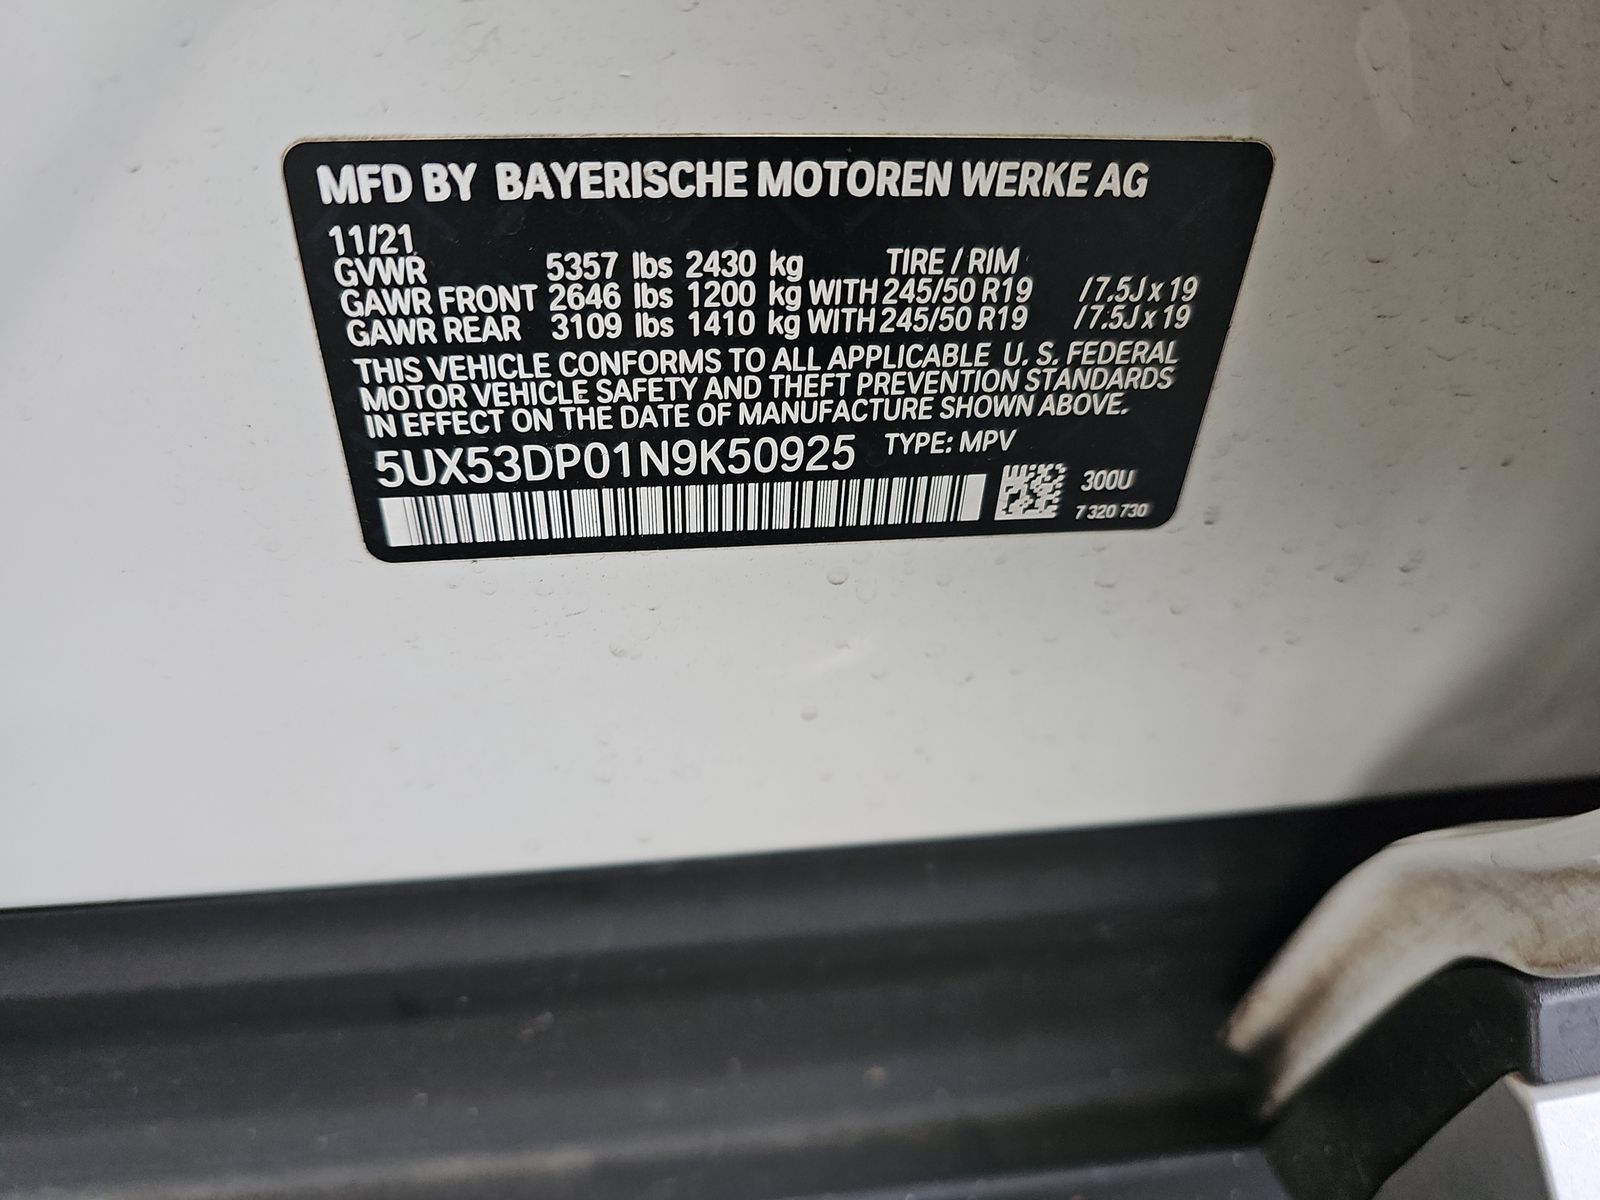 MFD BY BAYERISCHE MOTOREN WERKE AG
11/21
GVWR 5357 lbs 2430 kg TIRE / RIM
GAWR FRONT 2646 lbs 1200 kg WITH 245/50 R19 / 7.5J x 19
GAWR REAR 3109 lbs 1410 kg WITH 245/50 R19 / 7.5J x 19
THIS VEHICLE CONFORMS TO ALL APPLICABLE U. S. FEDERAL
MOTOR VEHICLE SAFETY AND THEFT PREVENTION STANDARDS
IN EFFECT ON THE DATE OF MANUFACTURE SHOWN ABOVE.
5UX53DP01N9K50925 TYPE: MPV
300U
7 320 730